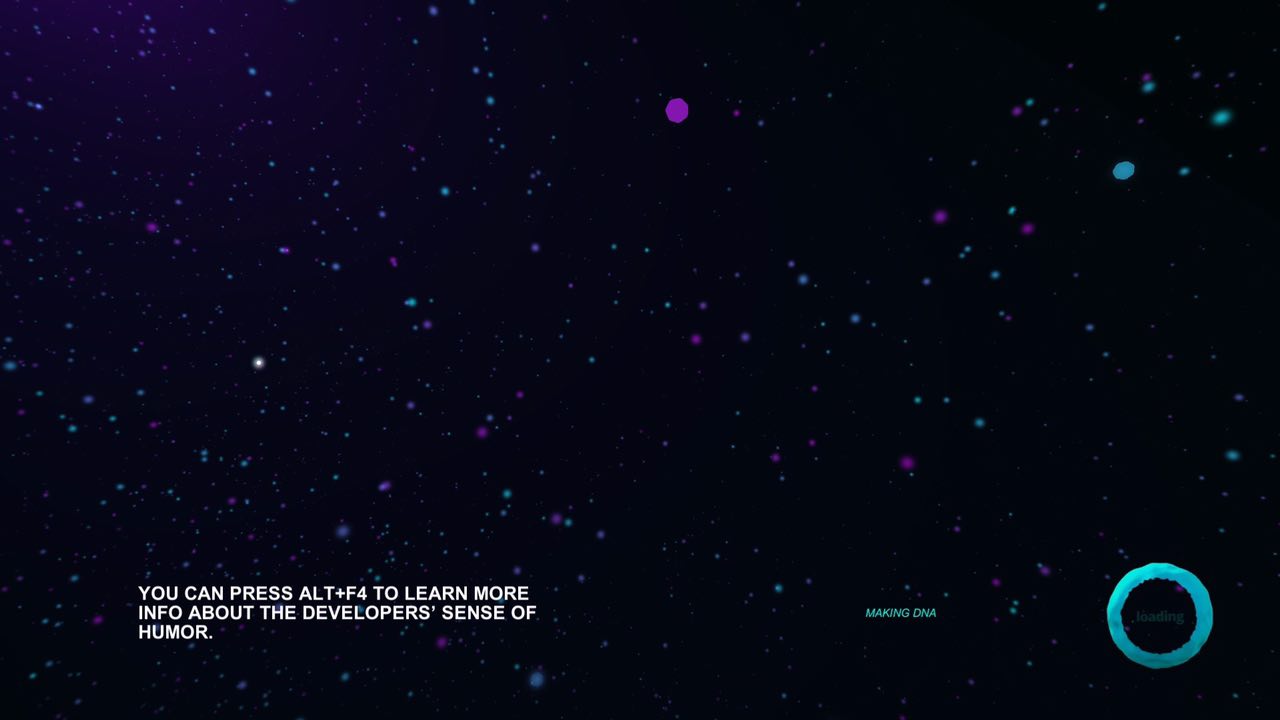 YOU CAN PRESS ALT+F4 TO LEARN MORE
INFO ABOUT THE DEVELOPERS’ SENSE OF
HUMOR.
MAKING DNA
loading